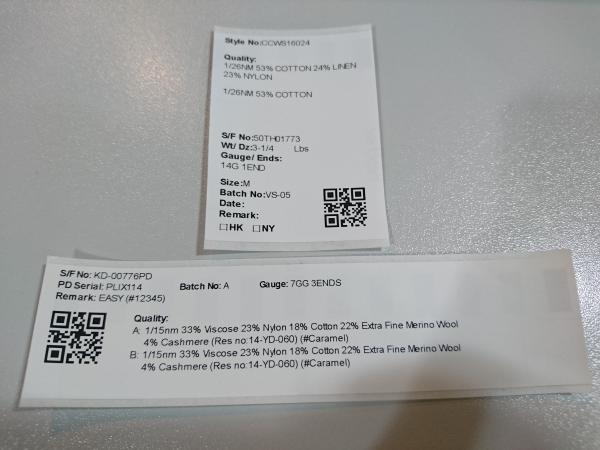 Style No:CCWS16024
Quality:
1/26NM 53% COTTON 24% LINEN
23% NYLON
1/26NM 53% COTTON
S/F No:50TH01773
Wt/ Dz:3-1/4 Lbs
Gauge/ Ends:
14G 1END
Size:M
Batch No:VS-05
Date:
Remark:
☐HK ☐NY
S/F No: KD-00776PD
PD Serial: PLIX114 Batch No: A Gauge: 7GG 3ENDS
Remark: EASY (#12345)
Quality:
A: 1/15nm 33% Viscose 23% Nylon 18% Cotton 22% Extra Fine Merino Wool
4% Cashmere (Res no:14-YD-060) (#Caramel)
B: 1/15nm 33% Viscose 23% Nylon 18% Cotton 22% Extra Fine Merino Wool
4% Cashmere (Res no:14-YD-060) (#Caramel)